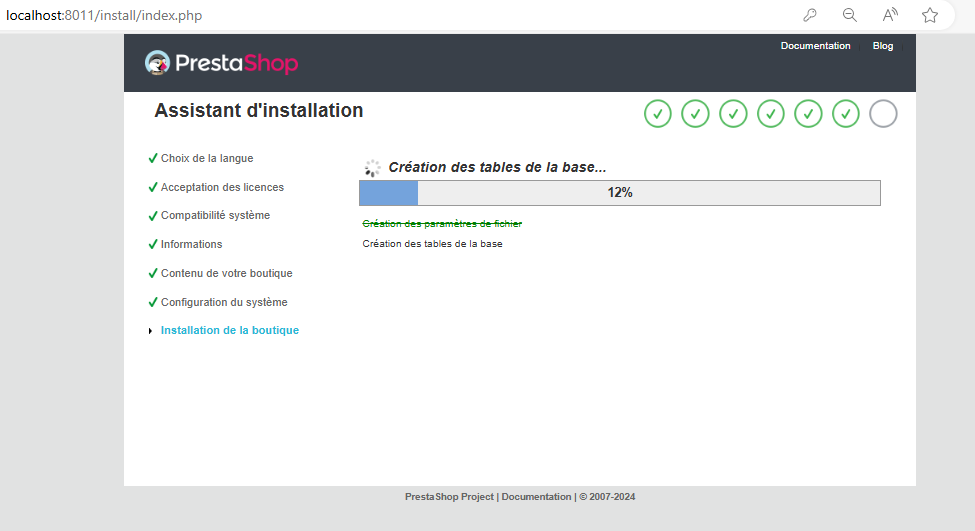 localhost:8011/install/index.php
Documentation Blog
PrestaShop
Assistant d'installation
Choix de la langue
Acceptation des licences
Compatibilité système
Informations
Contenu de votre boutique
Configuration du système
Installation de la boutique
Création des tables de la base...
12%
Création des paramètres de fichier
Création des tables de la base
PrestaShop Project | Documentation | © 2007-2024